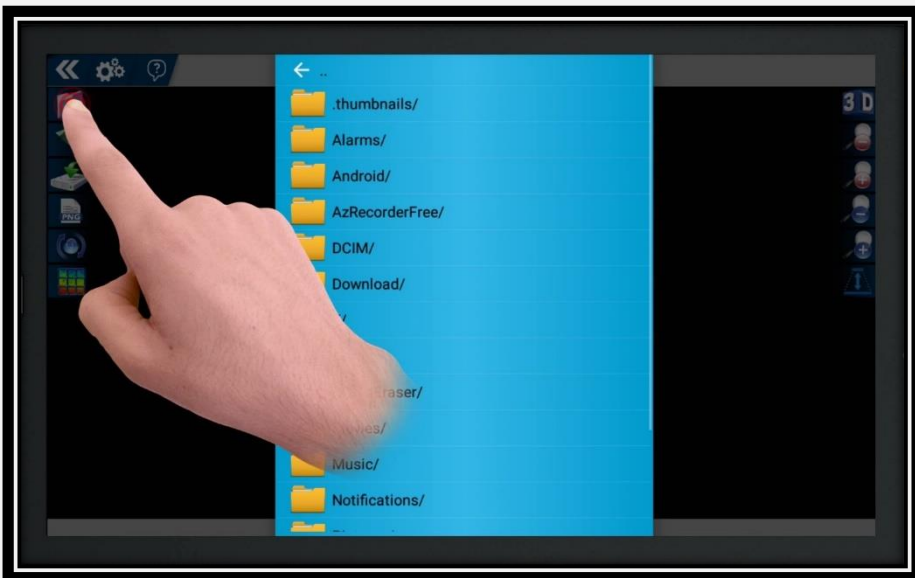 ..
.thumbnails/
3 D
Alarms/
Android/
AzRecorderFree/
PNG
DCIM/
Download/
Music/
Notifications/